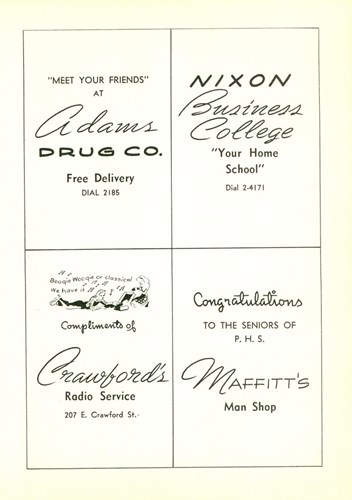 "MEET YOUR FRIENDS"
AT
Adams
DRUG CO.
Free Delivery
DIAL 2185
NIXON
Business
College
"Your Home
School"
Dial 2-4171
Boogie Woogie or classical
We have it
Compliments of
Crawford's
Radio Service
207 E. Crawford St.
Congratulations
TO THE SENIORS OF
P. H. S.
MAFFITT'S
Man Shop